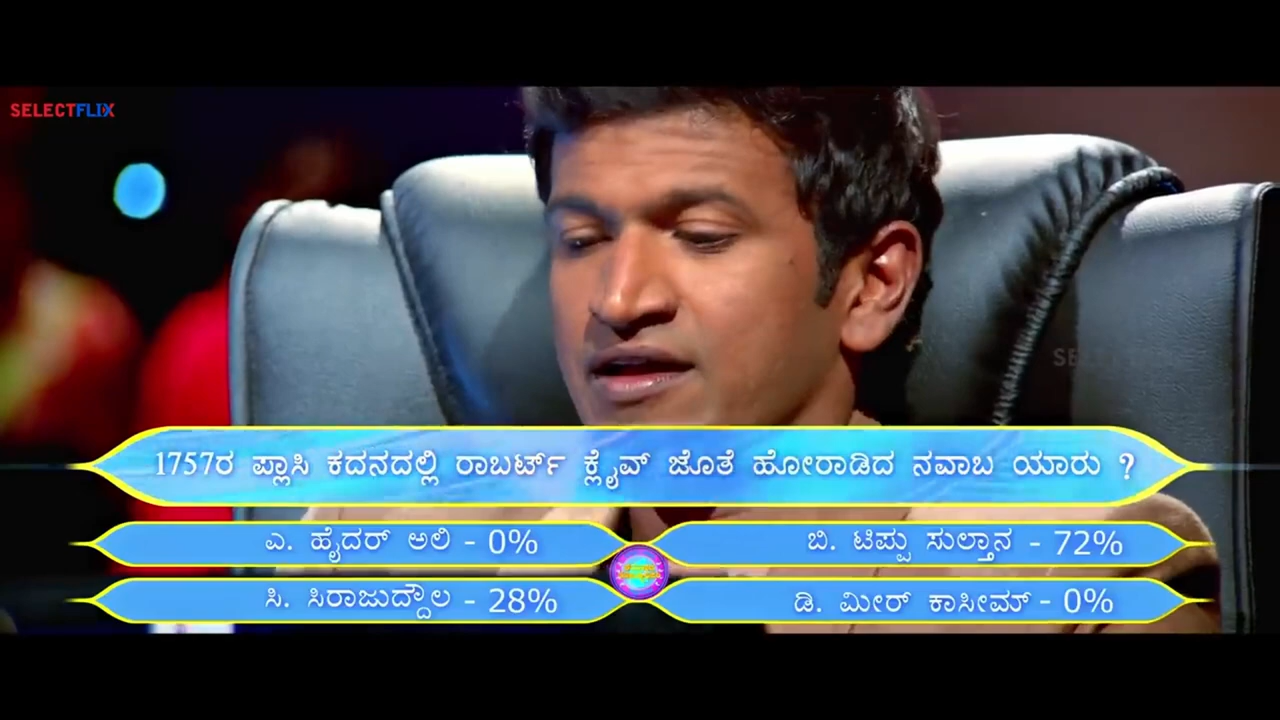 SELECTFLIX
1757ರ ಪ್ಲಾಸಿ ಕದನದಲ್ಲಿ ರಾಬರ್ಟ್ ಕ್ಲೈವ್ ಜೊತೆ ಹೋರಾಡಿದ ನವಾಬ ಯಾರು ?
ಎ. ಹೈದರ್ ಅಲಿ - 0%
ಬಿ. ಟಿಪ್ಪು ಸುಲ್ತಾನ - 72%
ಸಿ. ಸಿರಾಜುದ್ದೌಲ - 28%
ಡಿ. ಮೀರ್ ಕಾಸೀಮ್ - 0%